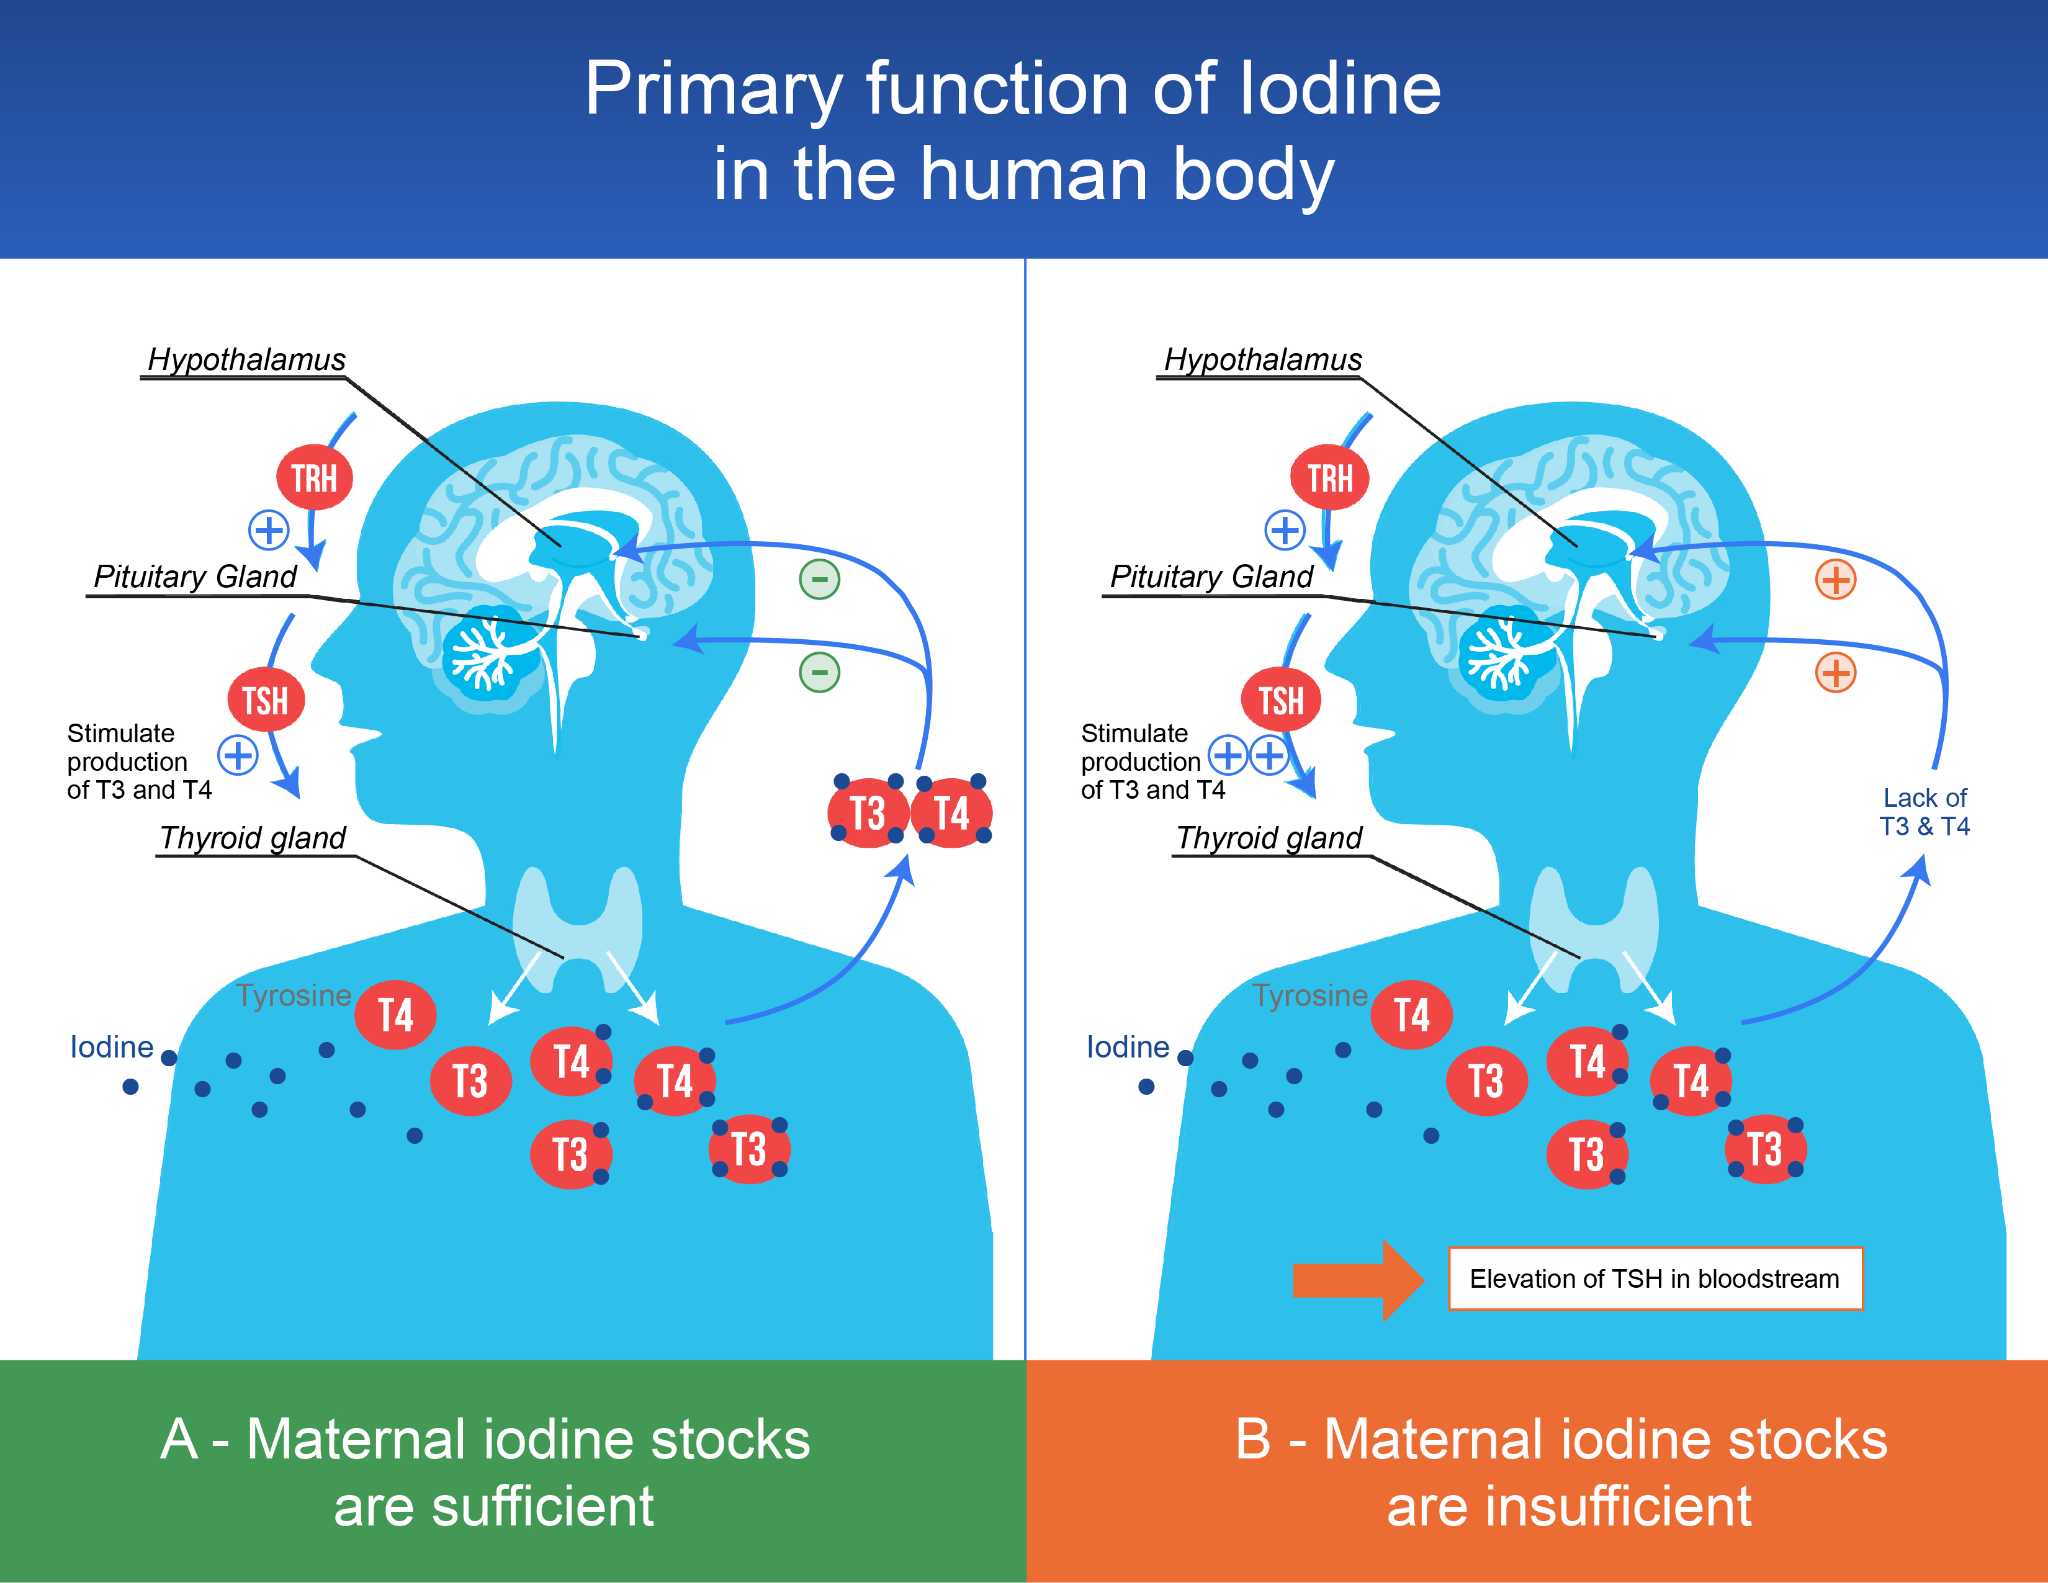 Primary function of Iodine
in the human body
Hypothalamus
TRH
+
Pituitary Gland
-
-
TSH
Stimulate
production
of T3 and T4
+
T3
T4
Thyroid gland
Tyrosine
T4
Iodine
T3
T4
T4
T3
T3
A - Maternal iodine stocks
are sufficient
Hypothalamus
TRH
+
Pituitary Gland
+
+
TSH
Stimulate
production
of T3 and T4
+ +
Lack of
T3 & T4
Thyroid gland
Tyrosine
T4
Iodine
T3
T4
T4
T3
T3
Elevation of TSH in bloodstream
B - Maternal iodine stocks
are insufficient